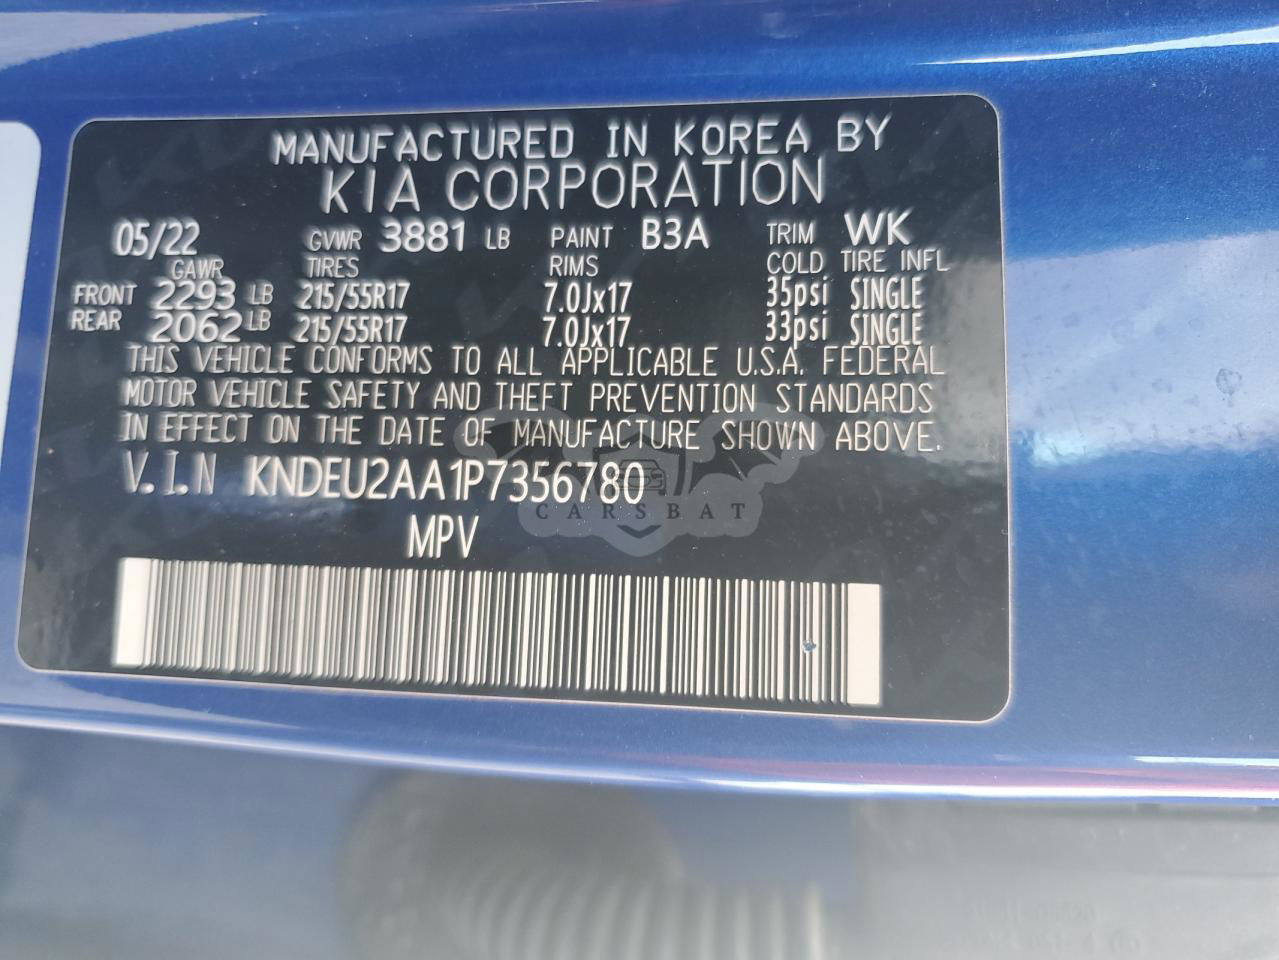 MANUFACTURED IN KOREA BY
KIA CORPORATION
05/22 GVWR 3881 LB PAINT B3A TRIM WK
GAWR TIRES RIMS COLD TIRE INFL
FRONT 2293 LB 215/55R17 7.0Jx17 35psi SINGLE
REAR 2062 LB 215/55R17 7.0Jx17 33psi SINGLE
THIS VEHICLE CONFORMS TO ALL APPLICABLE U.S.A. FEDERAL
MOTOR VEHICLE SAFETY AND THEFT PREVENTION STANDARDS
IN EFFECT ON THE DATE OF MANUFACTURE SHOWN ABOVE.
V.I.N KNDEU2AA1P7356780
CARSBAT
MPV